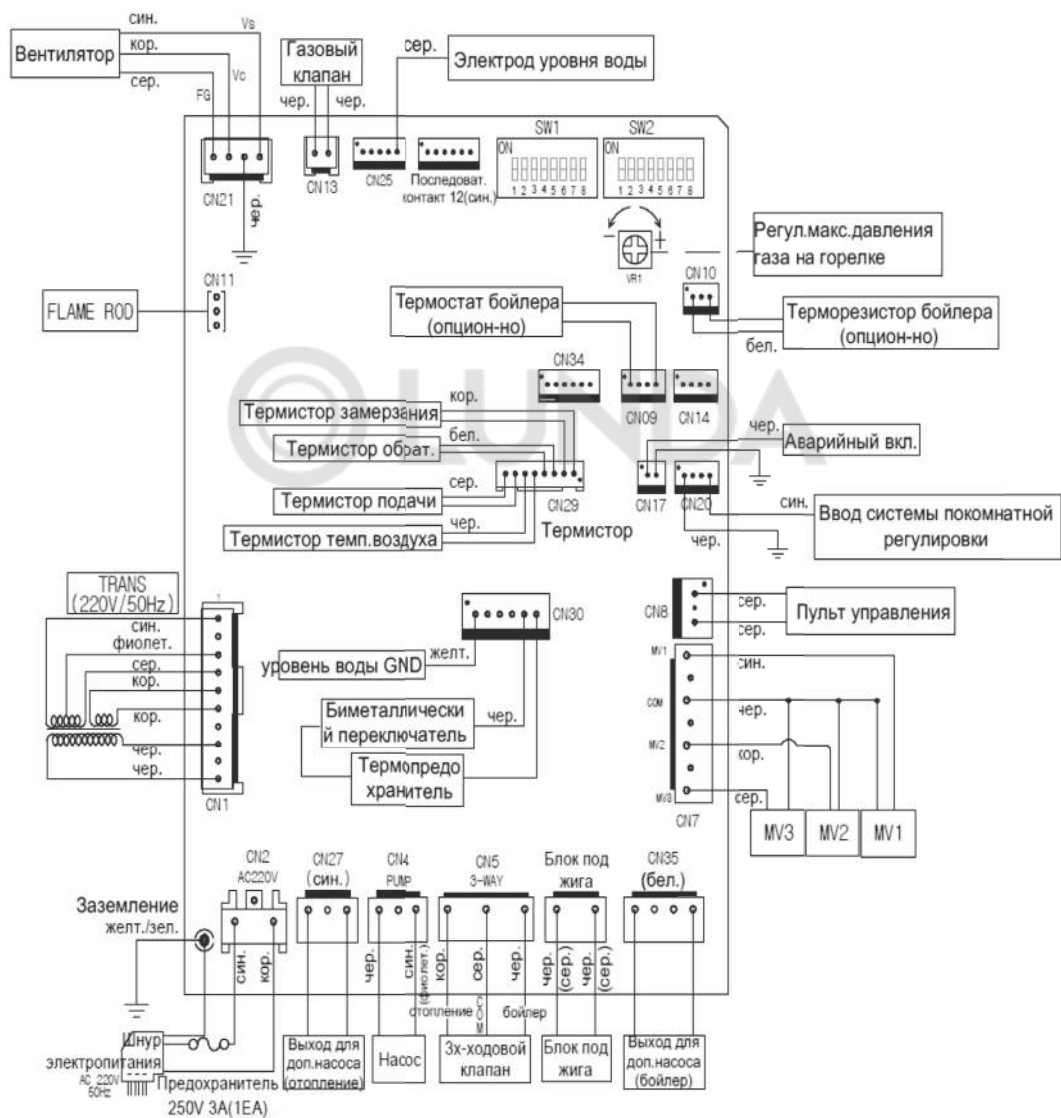 син.
Vs
Вентилятор
кор.
Vc
сер.
FG
Газовый
клапан
чер.
чер.
сер.
Электрод уровня воды
CN21
чер.
CN13
CN25
Последоват.
контакт 12(син.)
SW1
ON
1 2 3 4 5 6 7 8
SW2
ON
1 2 3 4 5 6 7 8
− +
VR1
Регул.макс.давления
газа на горелке
CN11
FLAME ROD
CN10
Термостат бойлера
(опцион-но)
Терморезистор бойлера
(опцион-но)
бел.
LUNDA
CN34
CN09
CN14
кор.
Термистор замерзания
бел.
Термистор обрат.
сер.
Термистор подачи
чер.
Термистор темп.воздуха
CN29
Термистор
чер.
Аварийный вкл.
CN17
CN20
син.
Ввод системы покомнатной
регулировки
чер.
TRANS
(220V/50Hz)
1
син.
фиолет.
сер.
кор.
кор.
чер.
чер.
CN1
CN30
желт.
уровень воды GND
Биметаллически
й переключатель
чер.
Термопредо
хранитель
CN8
сер.
сер.
Пульт управления
MV1
син.
COM
чер.
MV2
кор.
MV3
сер.
CN7
MV3
MV2
MV1
CN2
AC220V
CN27
(син.)
CN4
PUMP
CN5
3-WAY
Блок под
жига
CN35
(бел.)
Заземление
желт./зел.
син.
кор.
чер.
син.
(фиолет.)
кор.
сер.
чер.
чер.
(сер.)
чер.
(сер.)
отопление
COM
бойлер
Шнур
электропитания
AC 220V
50Hz
Предохранитель
250V 3A(1EA)
Выход для
доп.насоса
(отопление)
Насос
3х-ходовой
клапан
Блок под
жига
Выход для
доп.насоса
(бойлер)